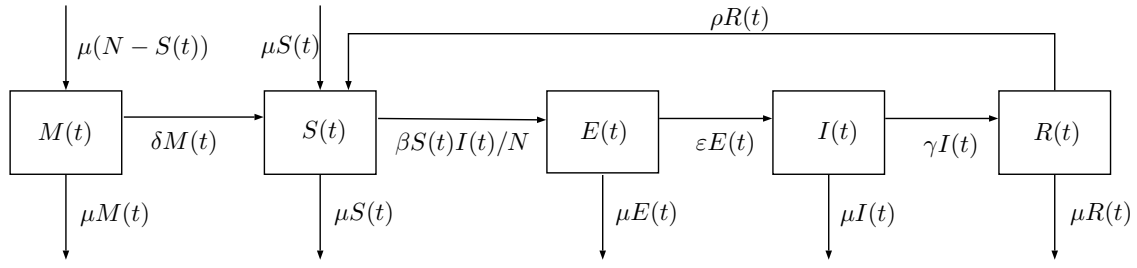 ρR(t)
μ(N − S(t))
μS(t)
M(t)
δM(t)
S(t)
βS(t)I(t)/N
E(t)
εE(t)
I(t)
γI(t)
R(t)
μM(t)
μS(t)
μE(t)
μI(t)
μR(t)